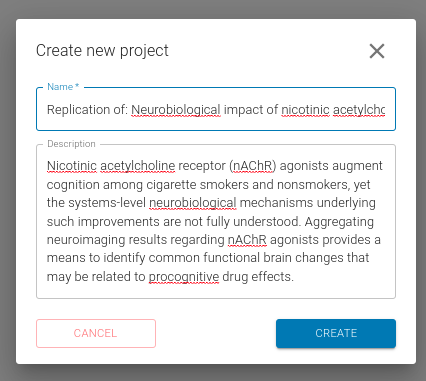 Create new project
Name *
Replication of: Neurobiological impact of nicotinic acetylcho
Description
Nicotinic acetylcholine receptor (nAChR) agonists augment
cognition among cigarette smokers and nonsmokers, yet
the systems-level neurobiological mechanisms underlying
such improvements are not fully understood. Aggregating
neuroimaging results regarding nAChR agonists provides a
means to identify common functional brain changes that
may be related to procognitive drug effects.
CANCEL
CREATE